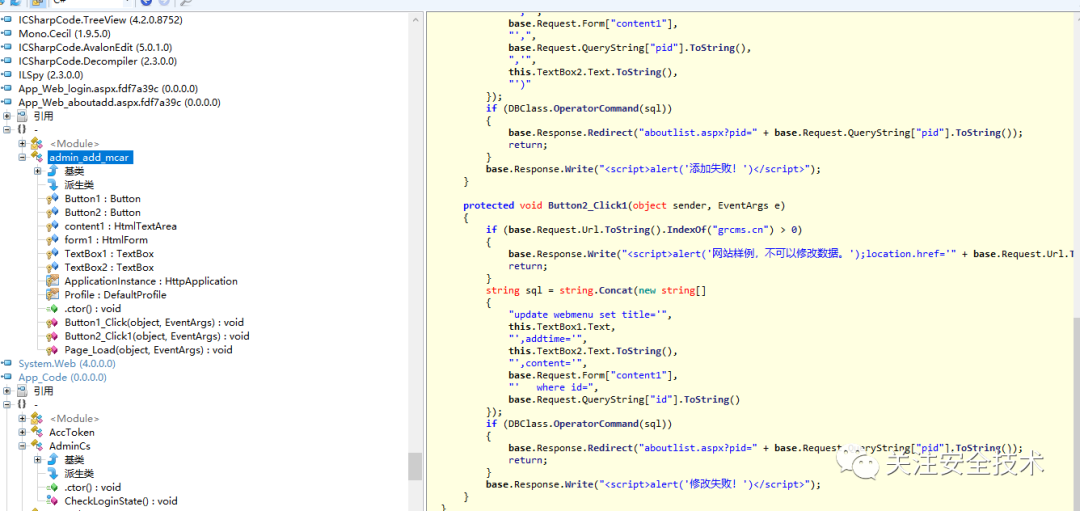 C#
ICSharpCode.TreeView (4.2.0.8752)
Mono.Cecil (1.9.5.0)
ICSharpCode.AvalonEdit (5.0.1.0)
ICSharpCode.Decompiler (2.3.0.0)
ILSpy (2.3.0.0)
App_Web_login.aspx.fdf7a39c (0.0.0.0)
App_Web_aboutadd.aspx.fdf7a39c (0.0.0.0)
引用
{} -
<Module>
admin_add_mcar
基类
派生类
Button1 : Button
Button2 : Button
content1 : HtmlTextArea
form1 : HtmlForm
TextBox1 : TextBox
TextBox2 : TextBox
ApplicationInstance : HttpApplication
Profile : DefaultProfile
.ctor() : void
Button1_Click(object, EventArgs) : void
Button2_Click1(object, EventArgs) : void
Page_Load(object, EventArgs) : void
System.Web (4.0.0.0)
App_Code (0.0.0.0)
引用
{} -
<Module>
AccToken
AdminCs
基类
派生类
.ctor() : void
CheckLoginState() : void
base.Request.Form["content1"],
"',",
base.Request.QueryString["pid"].ToString(),
",'",
this.TextBox2.Text.ToString(),
"')"
});
if (DBClass.OperatorCommand(sql))
{
base.Response.Redirect("aboutlist.aspx?pid=" + base.Request.QueryString["pid"].ToString());
return;
}
base.Response.Write("<script>alert('添加失败！')</script>");
}
protected void Button2_Click1(object sender, EventArgs e)
{
if (base.Request.Url.ToString().IndexOf("grcms.cn") > 0)
{
base.Response.Write("<script>alert('网站样例，不可以修改数据。');location.href='" + base.Request.Url.T
return;
}
string sql = string.Concat(new string[]
{
"update webmenu set title='",
this.TextBox1.Text,
"',addtime='",
this.TextBox2.Text.ToString(),
"',content='",
base.Request.Form["content1"],
"'   where id=",
base.Request.QueryString["id"].ToString()
});
if (DBClass.OperatorCommand(sql))
{
base.Response.Redirect("aboutlist.aspx?pid=" + base.Request.QueryString["pid"].ToString());
return;
}
base.Response.Write("<script>alert('修改失败！')</script>");
}
}
关注安全技术